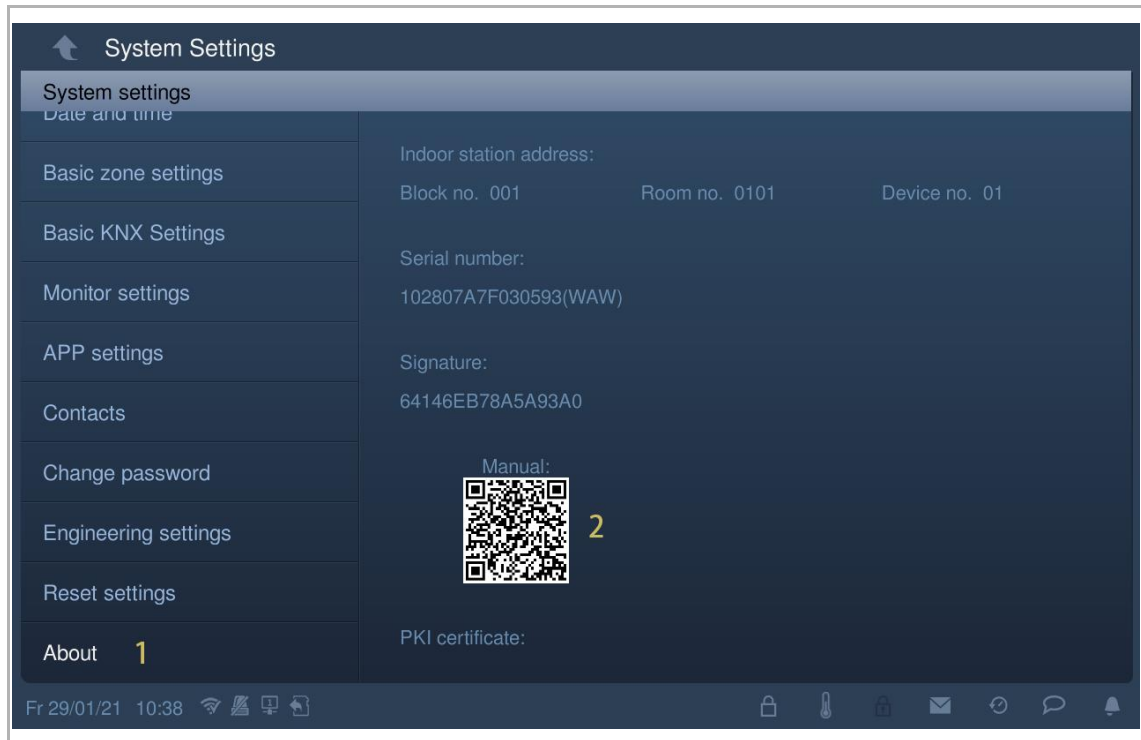 System Settings
System settings
Date and time
Basic zone settings
Basic KNX Settings
Monitor settings
APP settings
Contacts
Change password
Engineering settings
Reset settings
About 1
Indoor station address:
Block no. 001 Room no. 0101 Device no. 01
Serial number:
102807A7F030593(WAW)
Signature:
64146EB78A5A93A0
Manual:
2
PKI certificate:
Fr 29/01/21 10:38